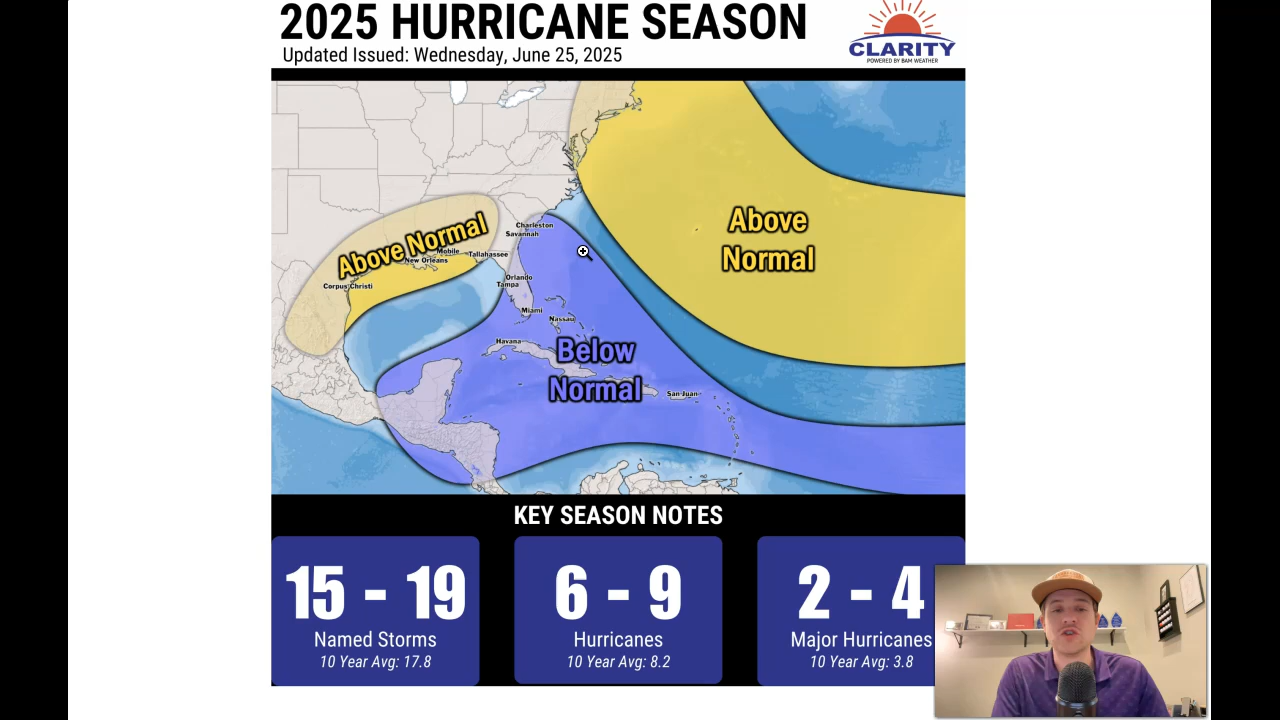 2025 HURRICANE SEASON
Updated Issued: Wednesday, June 25, 2025
CLARITY
POWERED BY BAM WEATHER
Above Normal
Above
Normal
Charleston
Savannah
Mobile
New Orleans
Tallahassee
Corpus Christi
Orlando
Tampa
Miami
Nassau
Havana
Below
Normal
San Juan
KEY SEASON NOTES
15 - 19
Named Storms
10 Year Avg: 17.8
6 - 9
Hurricanes
10 Year Avg: 8.2
2 - 4
Major Hurricanes
10 Year Avg: 3.8